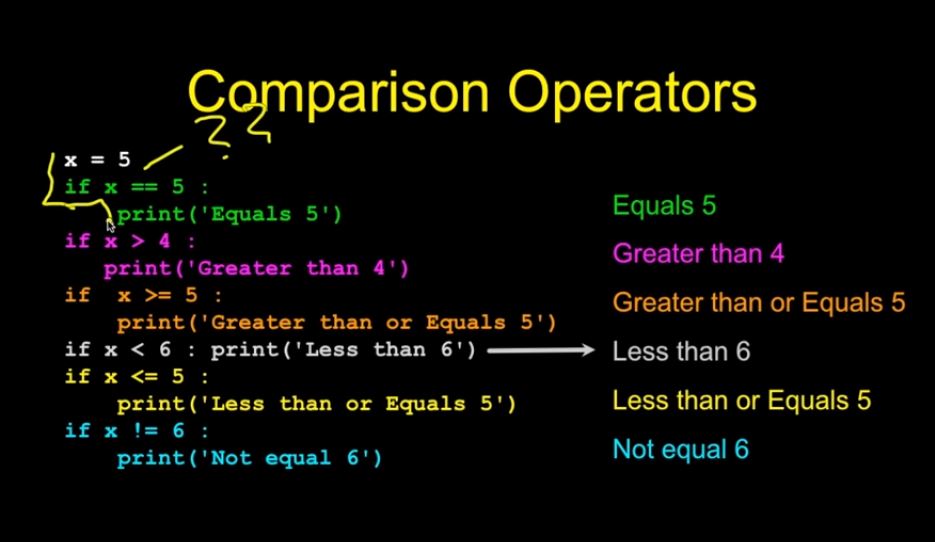 Comparison Operators
? ?
x = 5
if x == 5 :
print('Equals 5')
Equals 5
if x > 4 :
print('Greater than 4')
Greater than 4
if  x >= 5 :
print('Greater than or Equals 5')
Greater than or Equals 5
if x < 6 : print('Less than 6')
Less than 6
if x <= 5 :
print('Less than or Equals 5')
Less than or Equals 5
if x != 6 :
print('Not equal 6')
Not equal 6